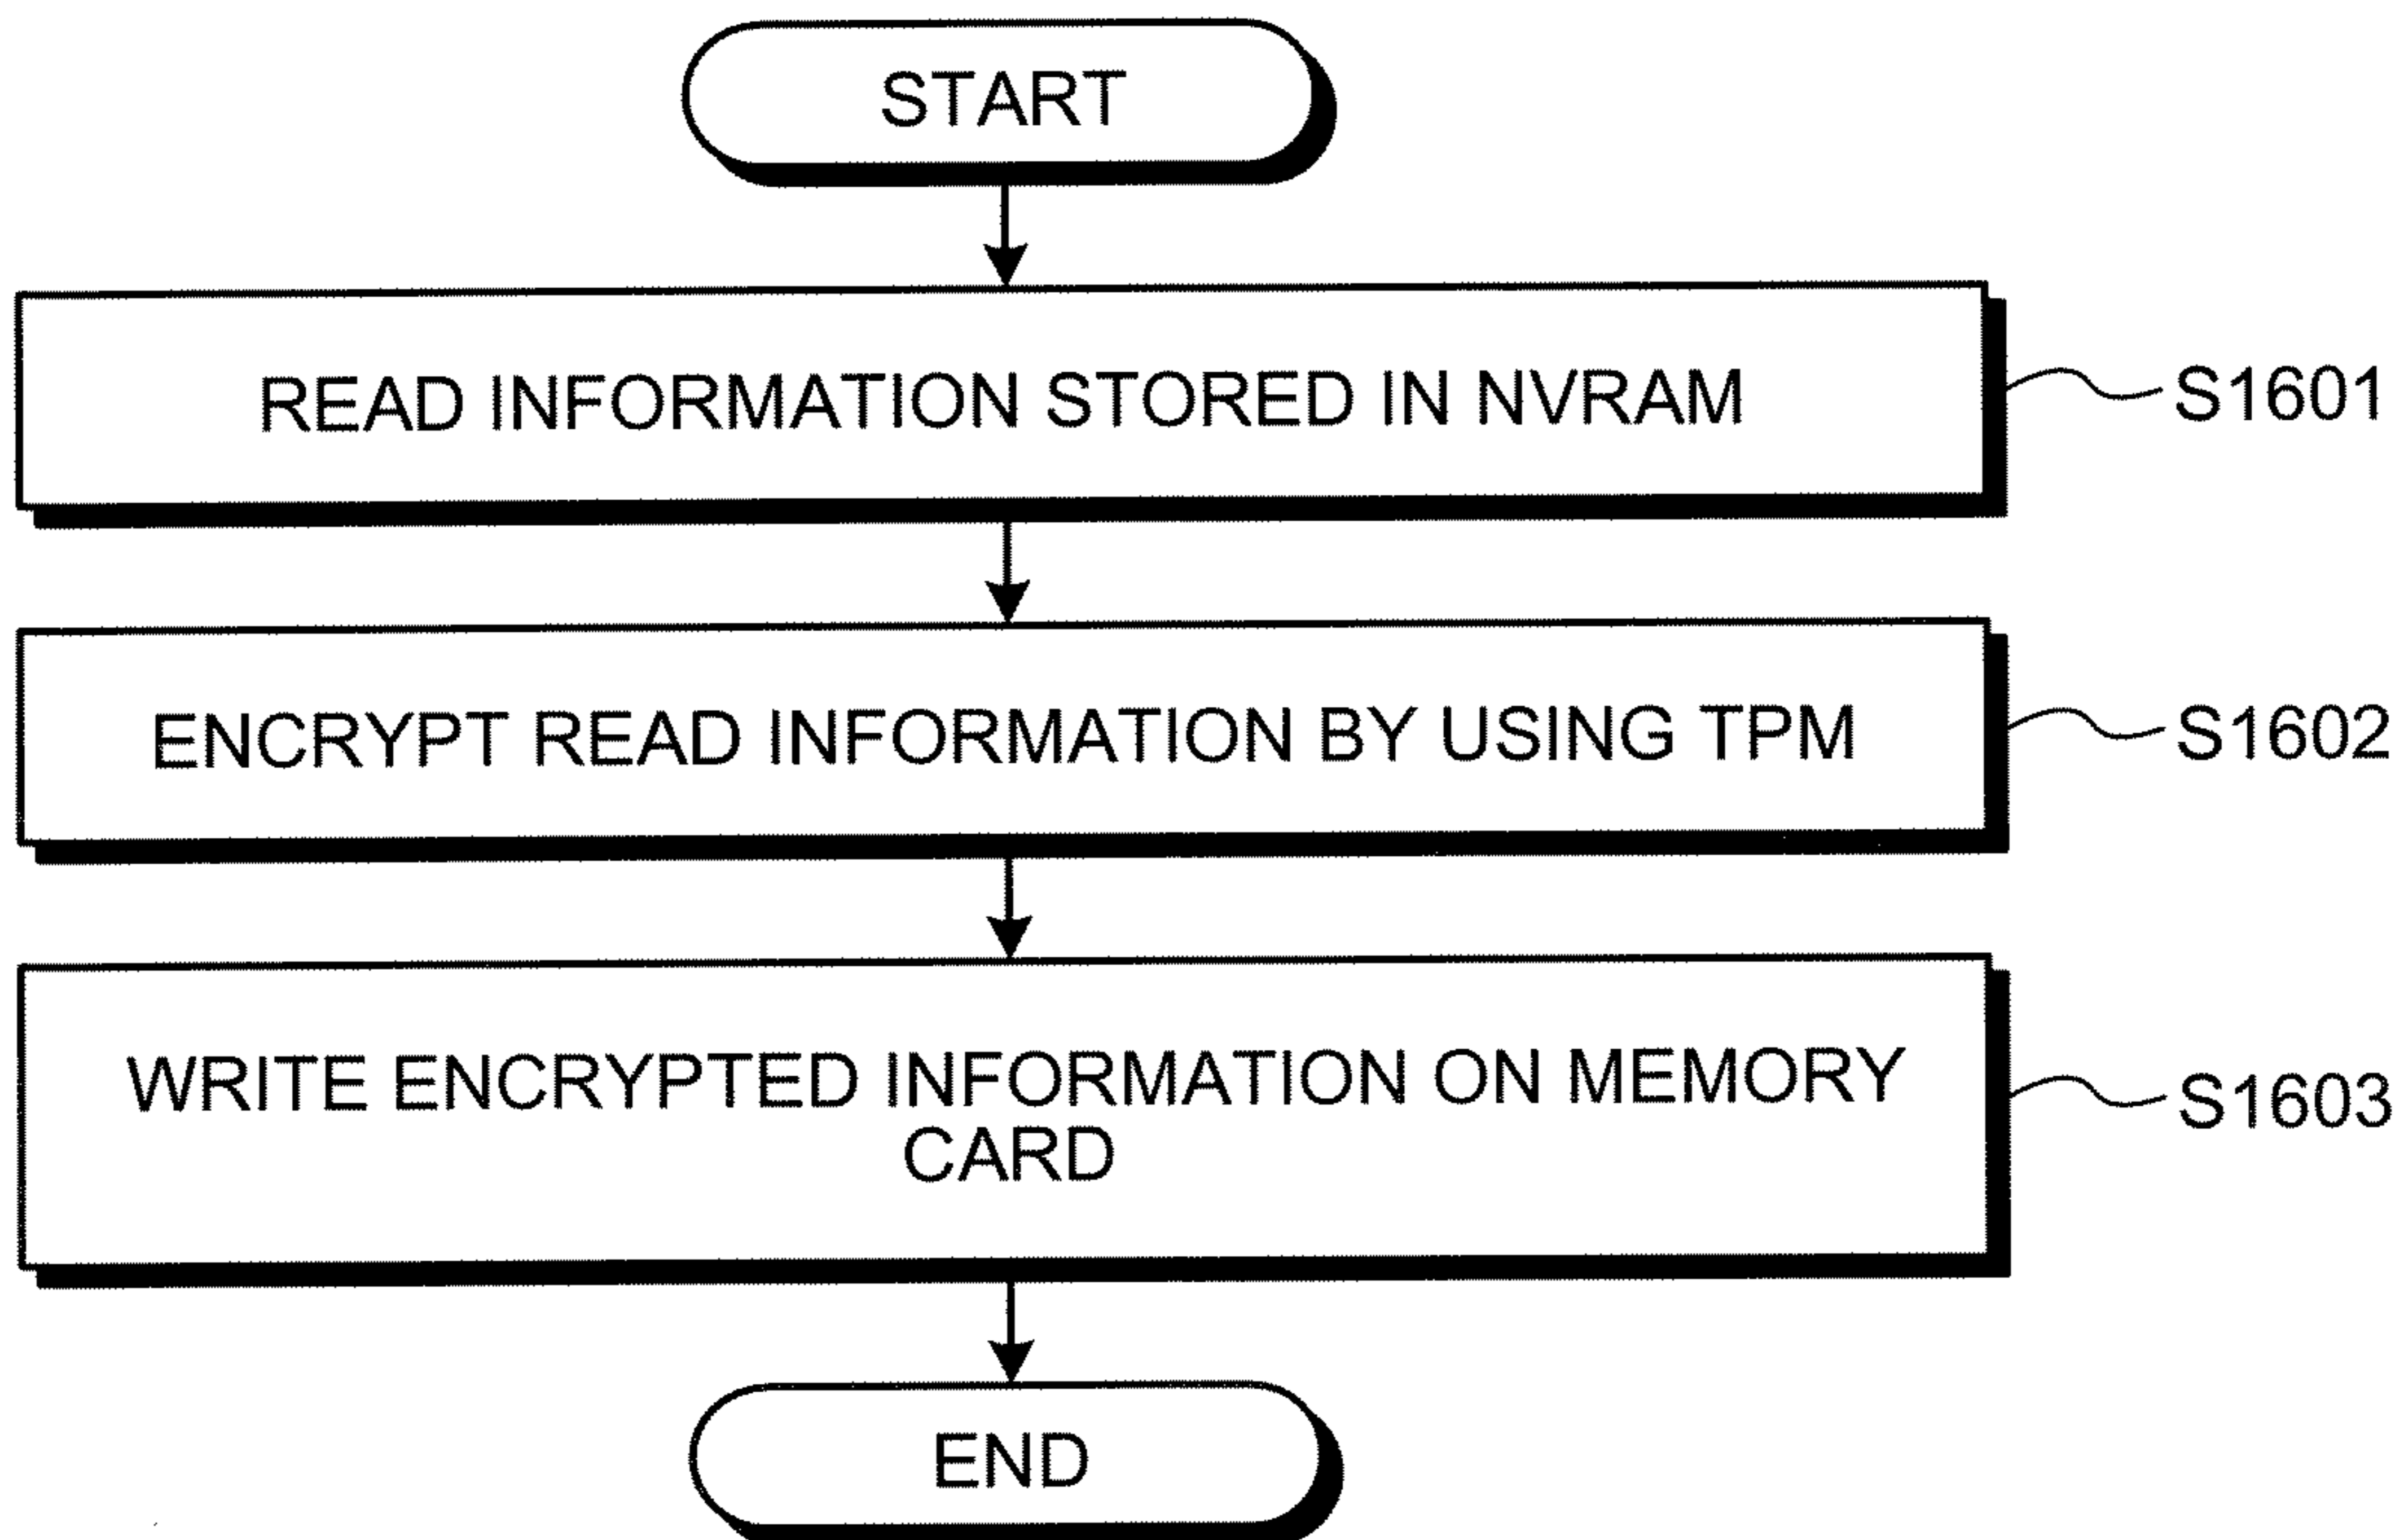 START
READ INFORMATION STORED IN NVRAM
S1601
ENCRYPT READ INFORMATION BY USING TPM
S1602
WRITE ENCRYPTED INFORMATION ON MEMORY
CARD
S1603
END